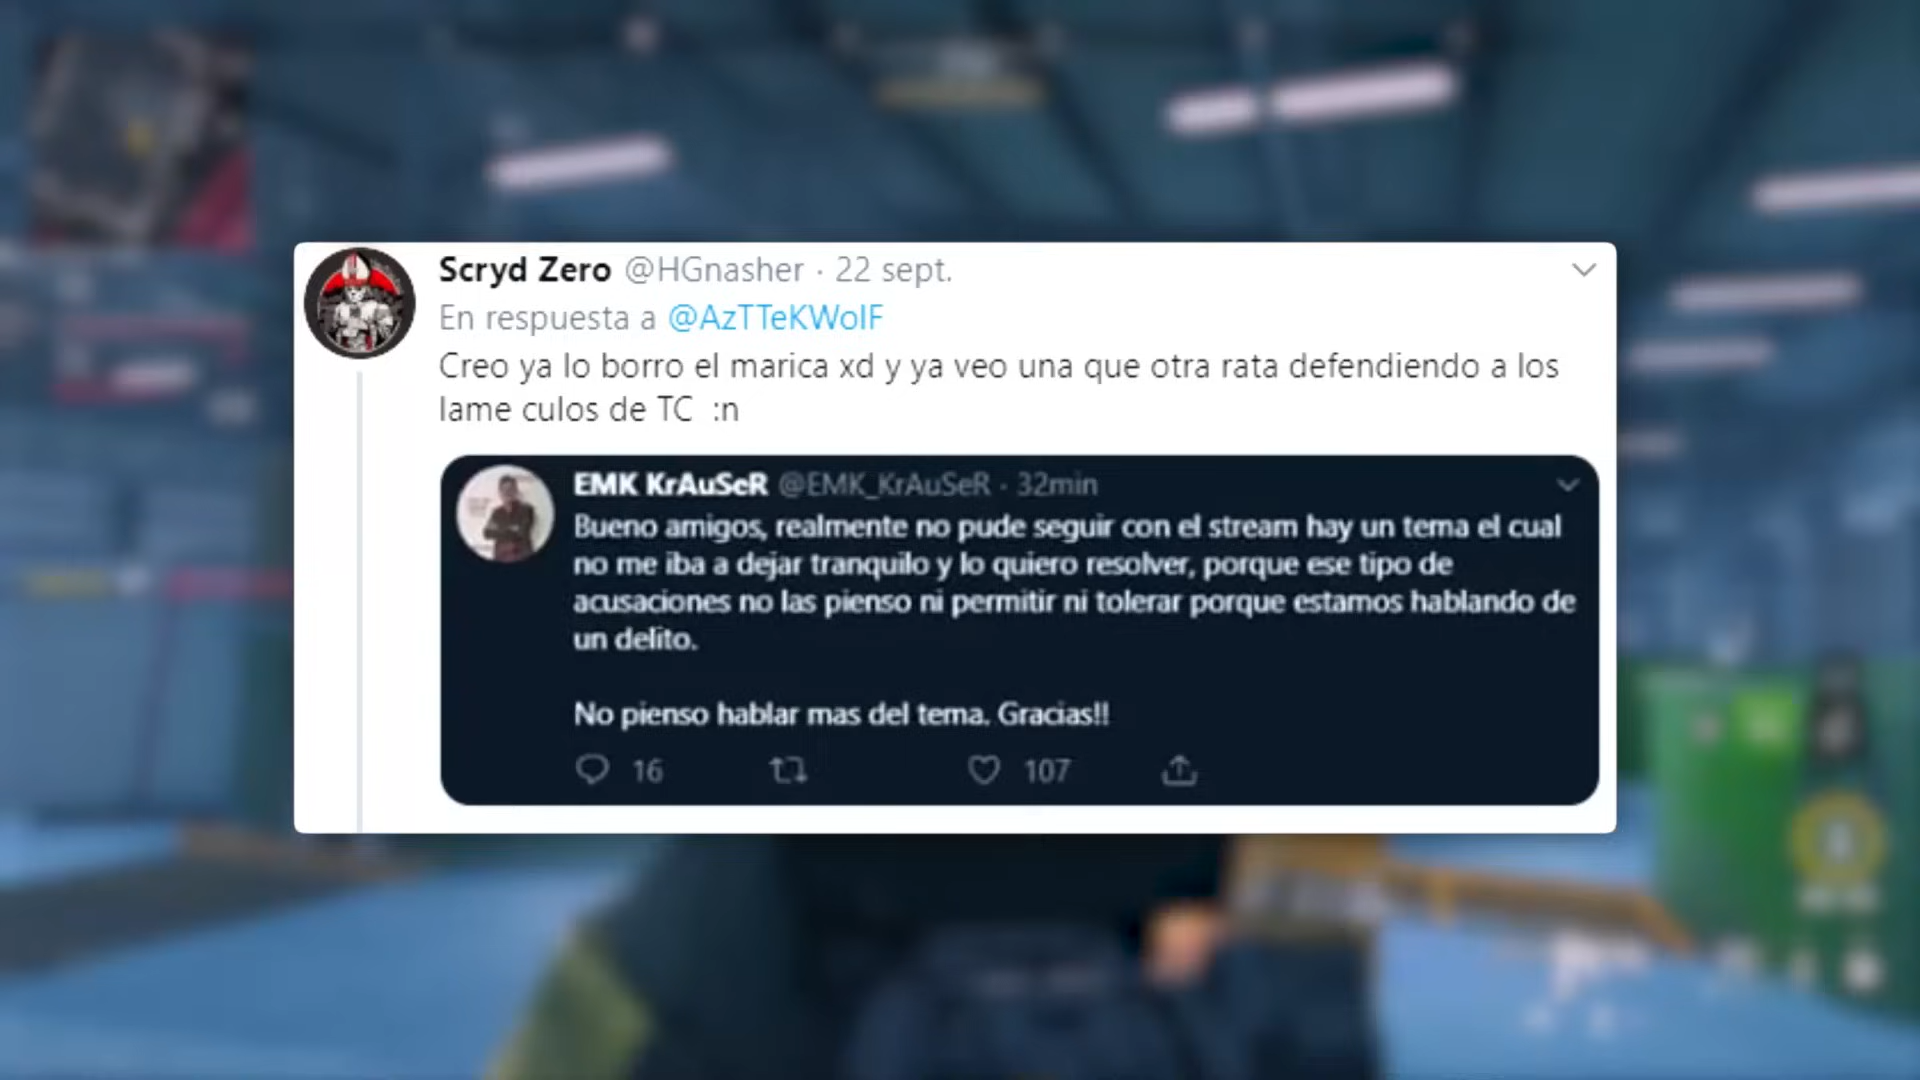 Scryd Zero @HGnasher · 22 sept.
En respuesta a @AzTTeKWolF
Creo ya lo borro el marica xd y ya veo una que otra rata defendiendo a los
lame culos de TC :n
EMK KrAuSeR @EMK_KrAuSeR · 32min
Bueno amigos, realmente no pude seguir con el stream hay un tema el cual
no me iba a dejar tranquilo y lo quiero resolver, porque ese tipo de
acusaciones no las pienso ni permitir ni tolerar porque estamos hablando de
un delito.
No pienso hablar mas del tema. Gracias!!
16 107